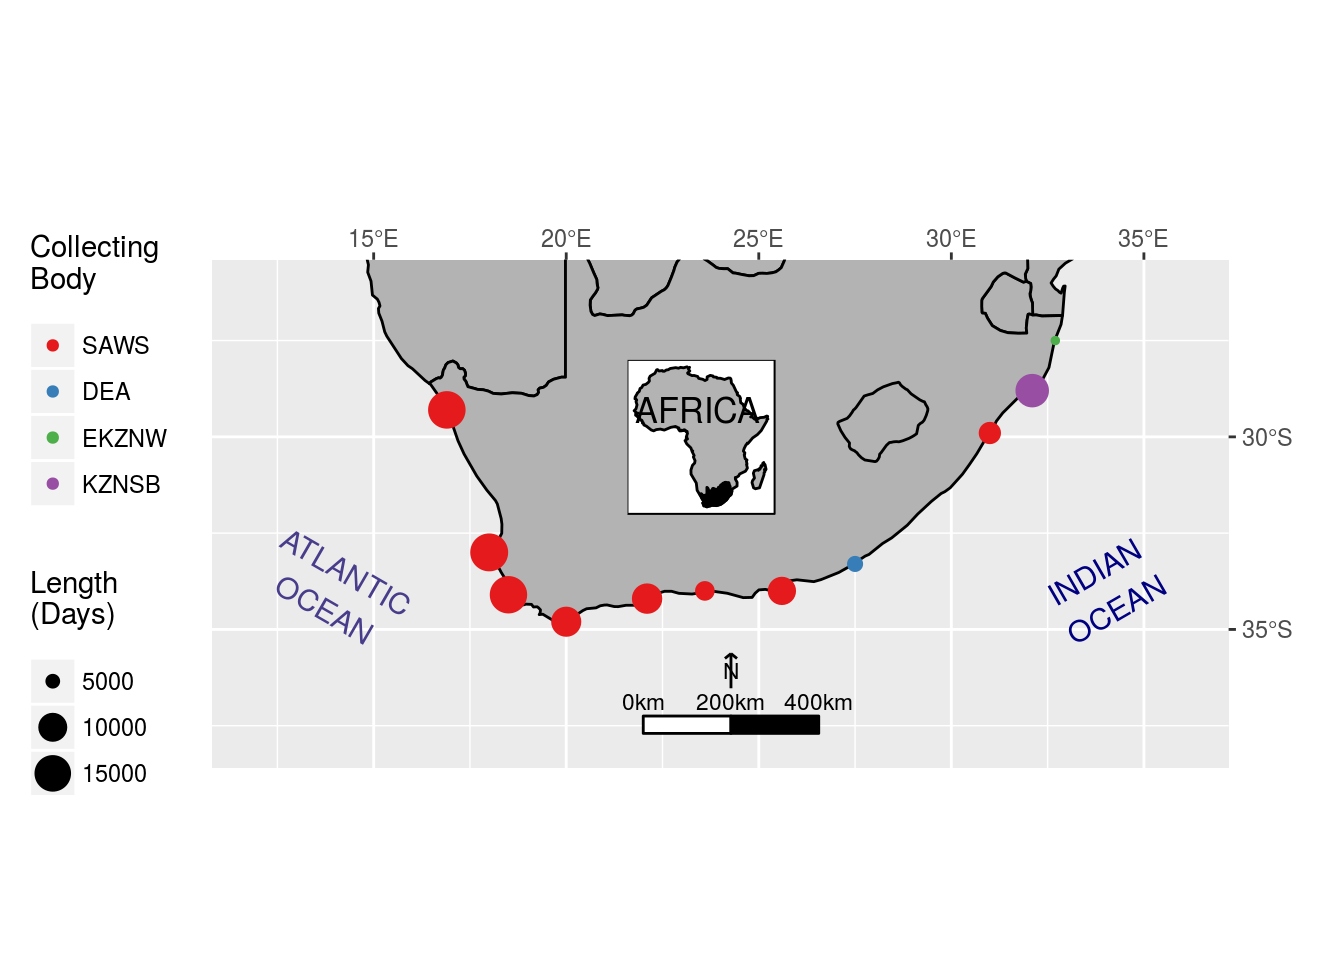 15°E 20°E 25°E 30°E 35°E
Collecting
Body
SAWS
DEA
EKZNW
KZNSB
Length
(Days)
5000
10000
15000
AFRICA
30°S
35°S
ATLANTIC
OCEAN
INDIAN
OCEAN
N
0km 200km 400km